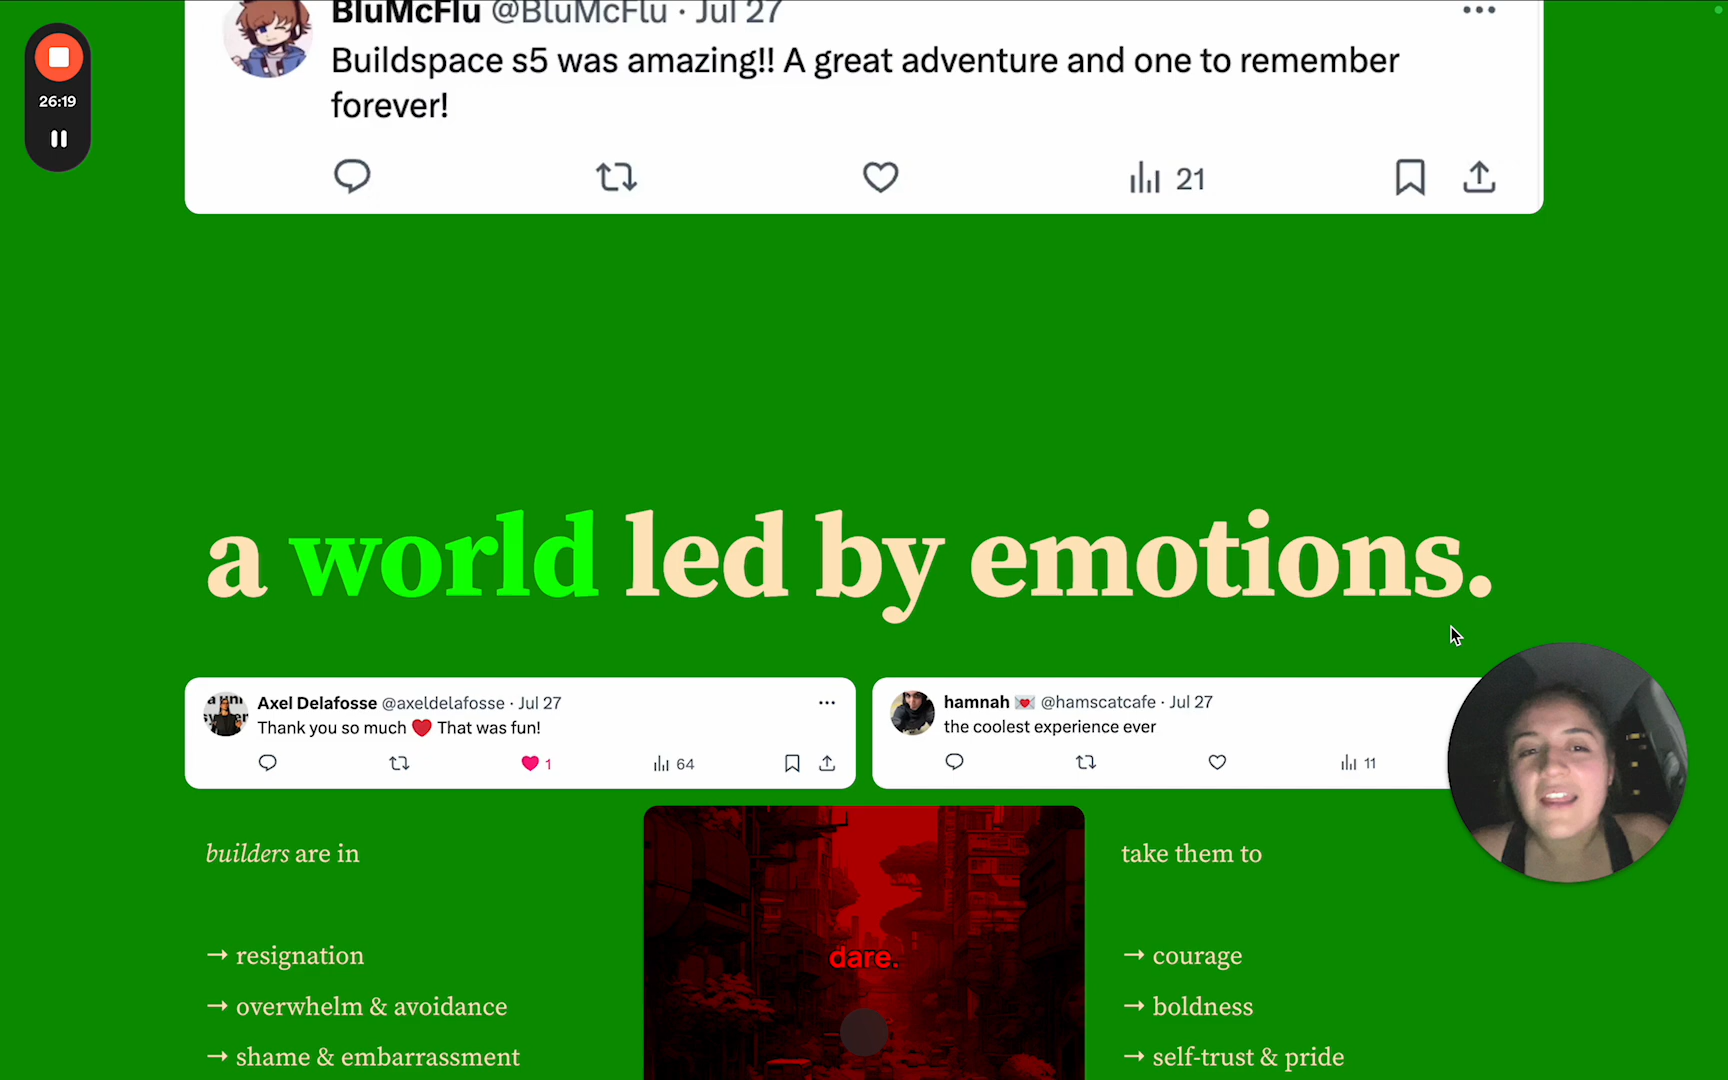 BluMcFlu @BluMcFlu · Jul 27
Buildspace s5 was amazing!! A great adventure and one to remember
forever!
21
26:19
a world led by emotions.
Axel Delafosse @axeldelafosse · Jul 27
Thank you so much ❤️ That was fun!
1
64
hamnah 💌 @hamscatcafe · Jul 27
the coolest experience ever
11
builders are in
take them to
dare.
→ resignation
→ overwhelm & avoidance
→ shame & embarrassment
→ courage
→ boldness
→ self-trust & pride